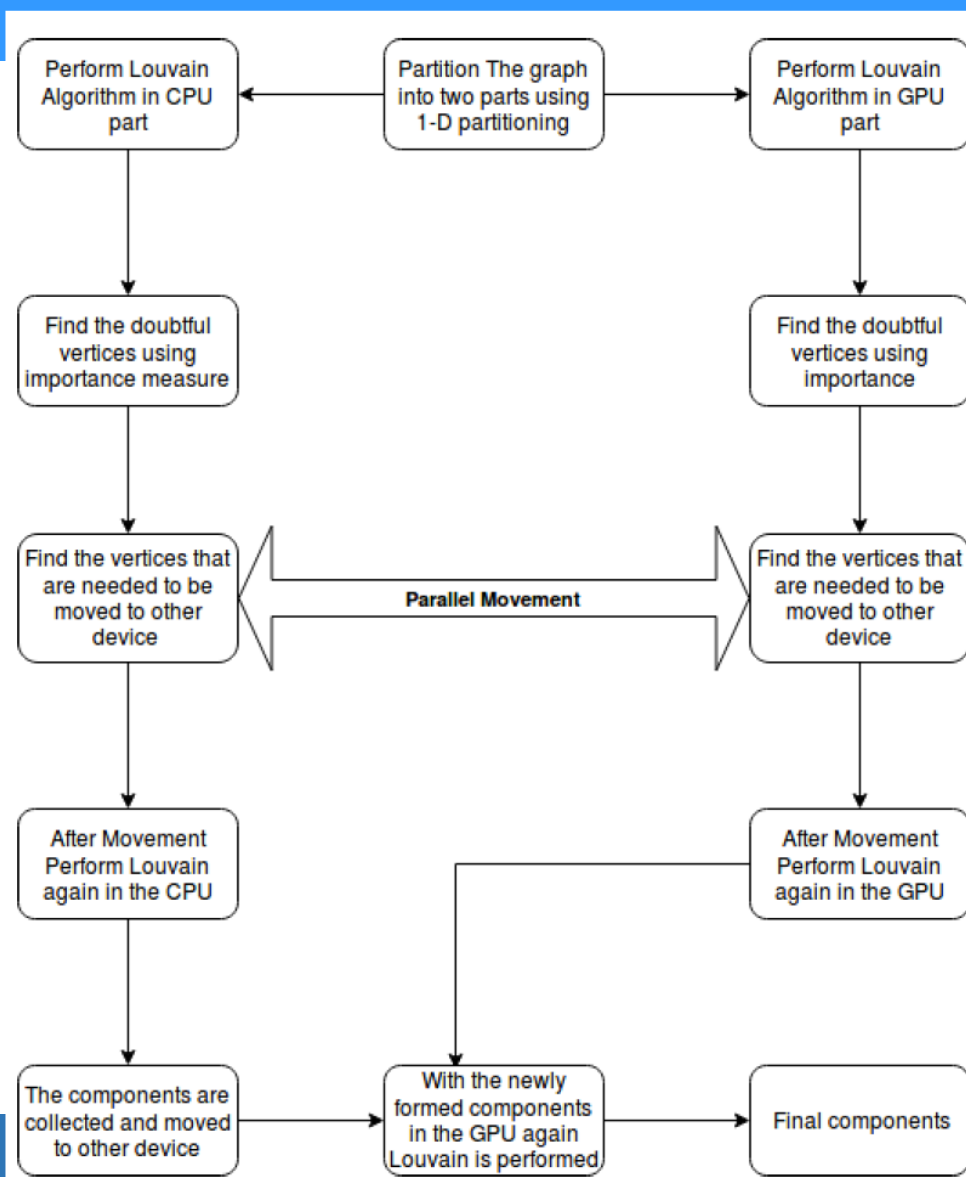 Perform Louvain
Algorithm in CPU
part
Partition The graph
into two parts using
1-D partitioning
Perform Louvain
Algorithm in GPU
part
Find the doubtful
vertices using
importance measure
Find the doubtful
vertices using
importance
Find the vertices that
are needed to be
moved to other
device
Parallel Movement
Find the vertices that
are needed to be
moved to other
device
After Movement
Perform Louvain
again in the CPU
After Movement
Perform Louvain
again in the GPU
The components are
collected and moved
to other device
With the newly
formed components
in the GPU again
Louvain is performed
Final components